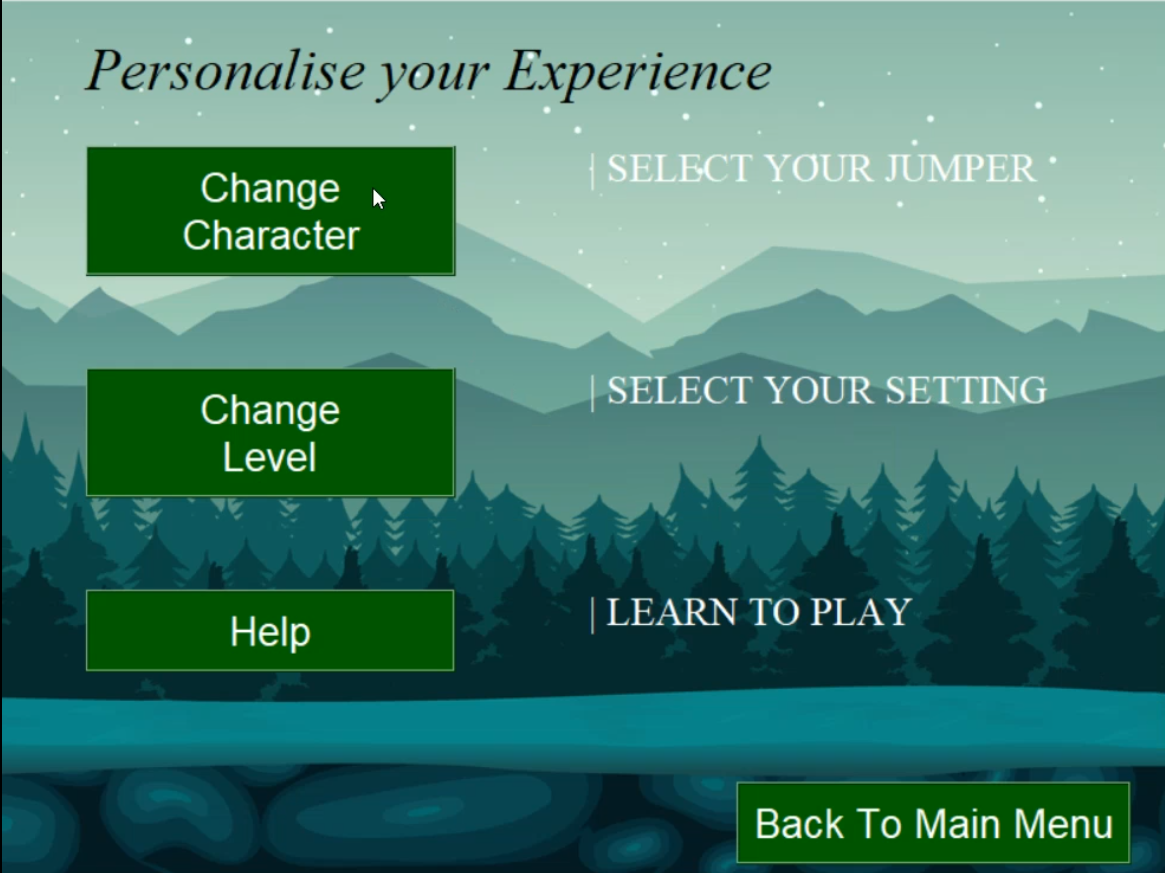 Personalise your Experience
Change
Character
| SELECT YOUR JUMPER
Change
Level
| SELECT YOUR SETTING
Help
| LEARN TO PLAY
Back To Main Menu